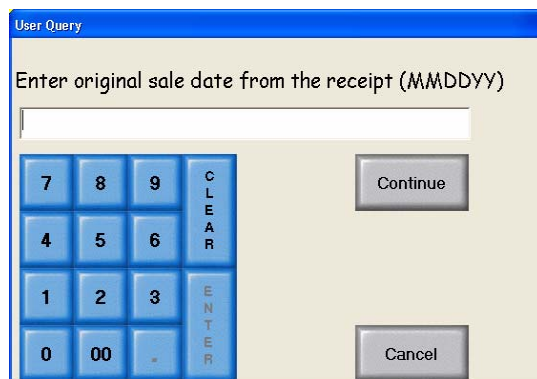 User Query
Enter original sale date from the receipt (MMDDYY)
7 8 9 CLEAR Continue
4 5 6
1 2 3 ENTER
0 00 . Cancel